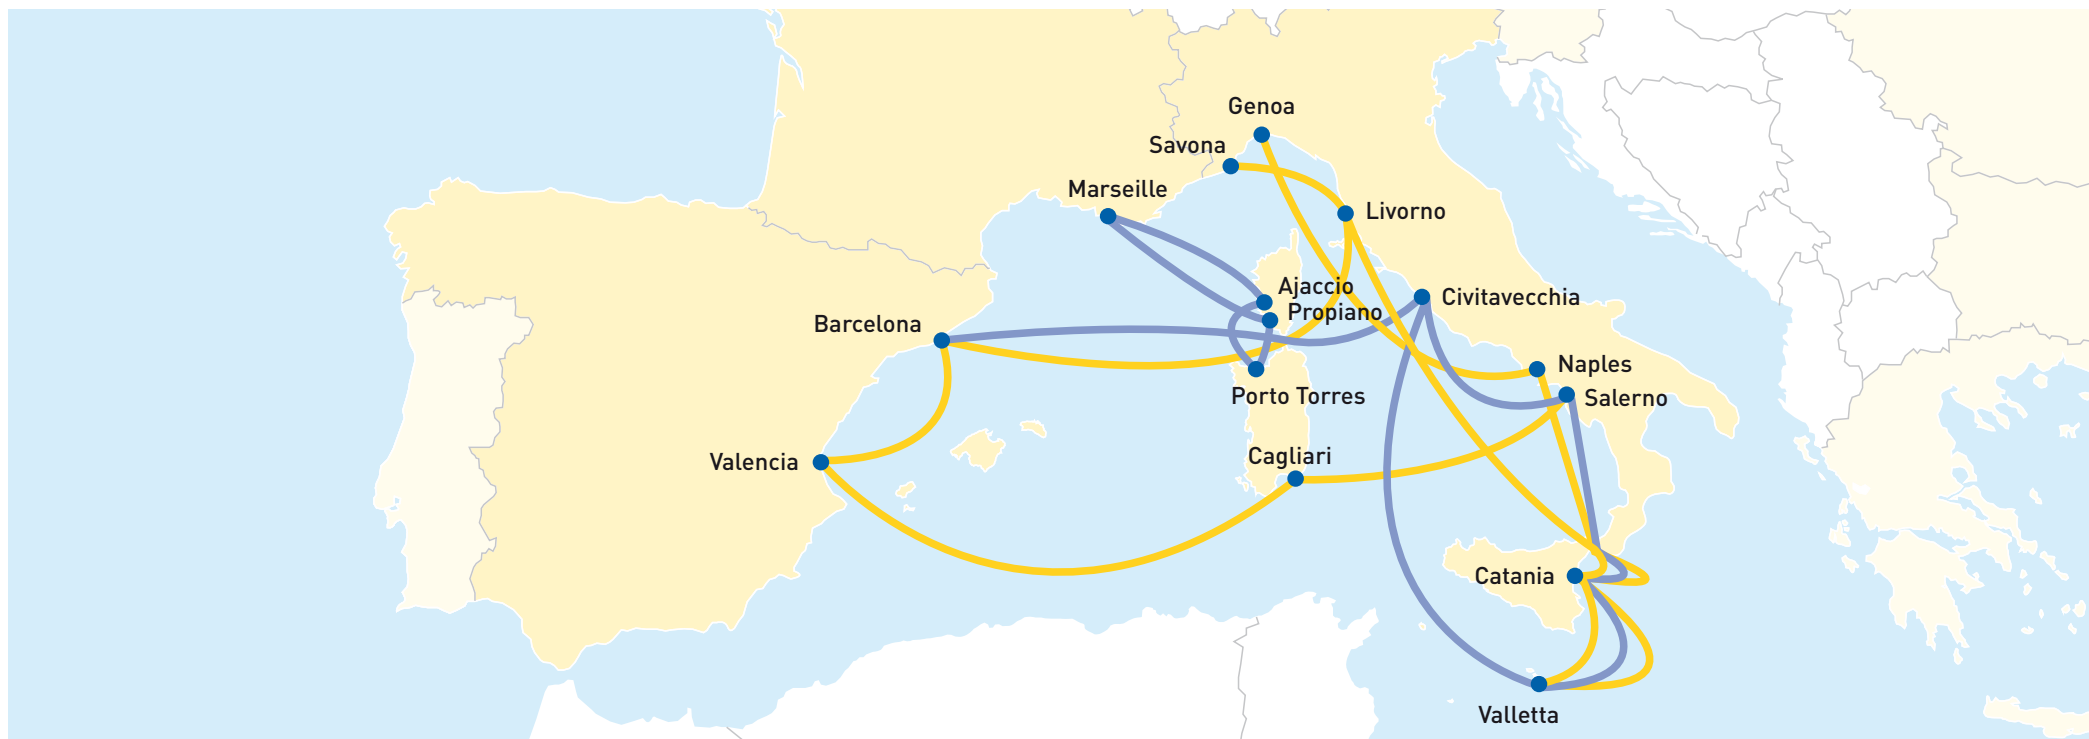 Genoa
Savona
Marseille
Livorno
Ajaccio
Civitavecchia
Propiano
Barcelona
Naples
Porto Torres
Salerno
Cagliari
Valencia
Catania
Valletta